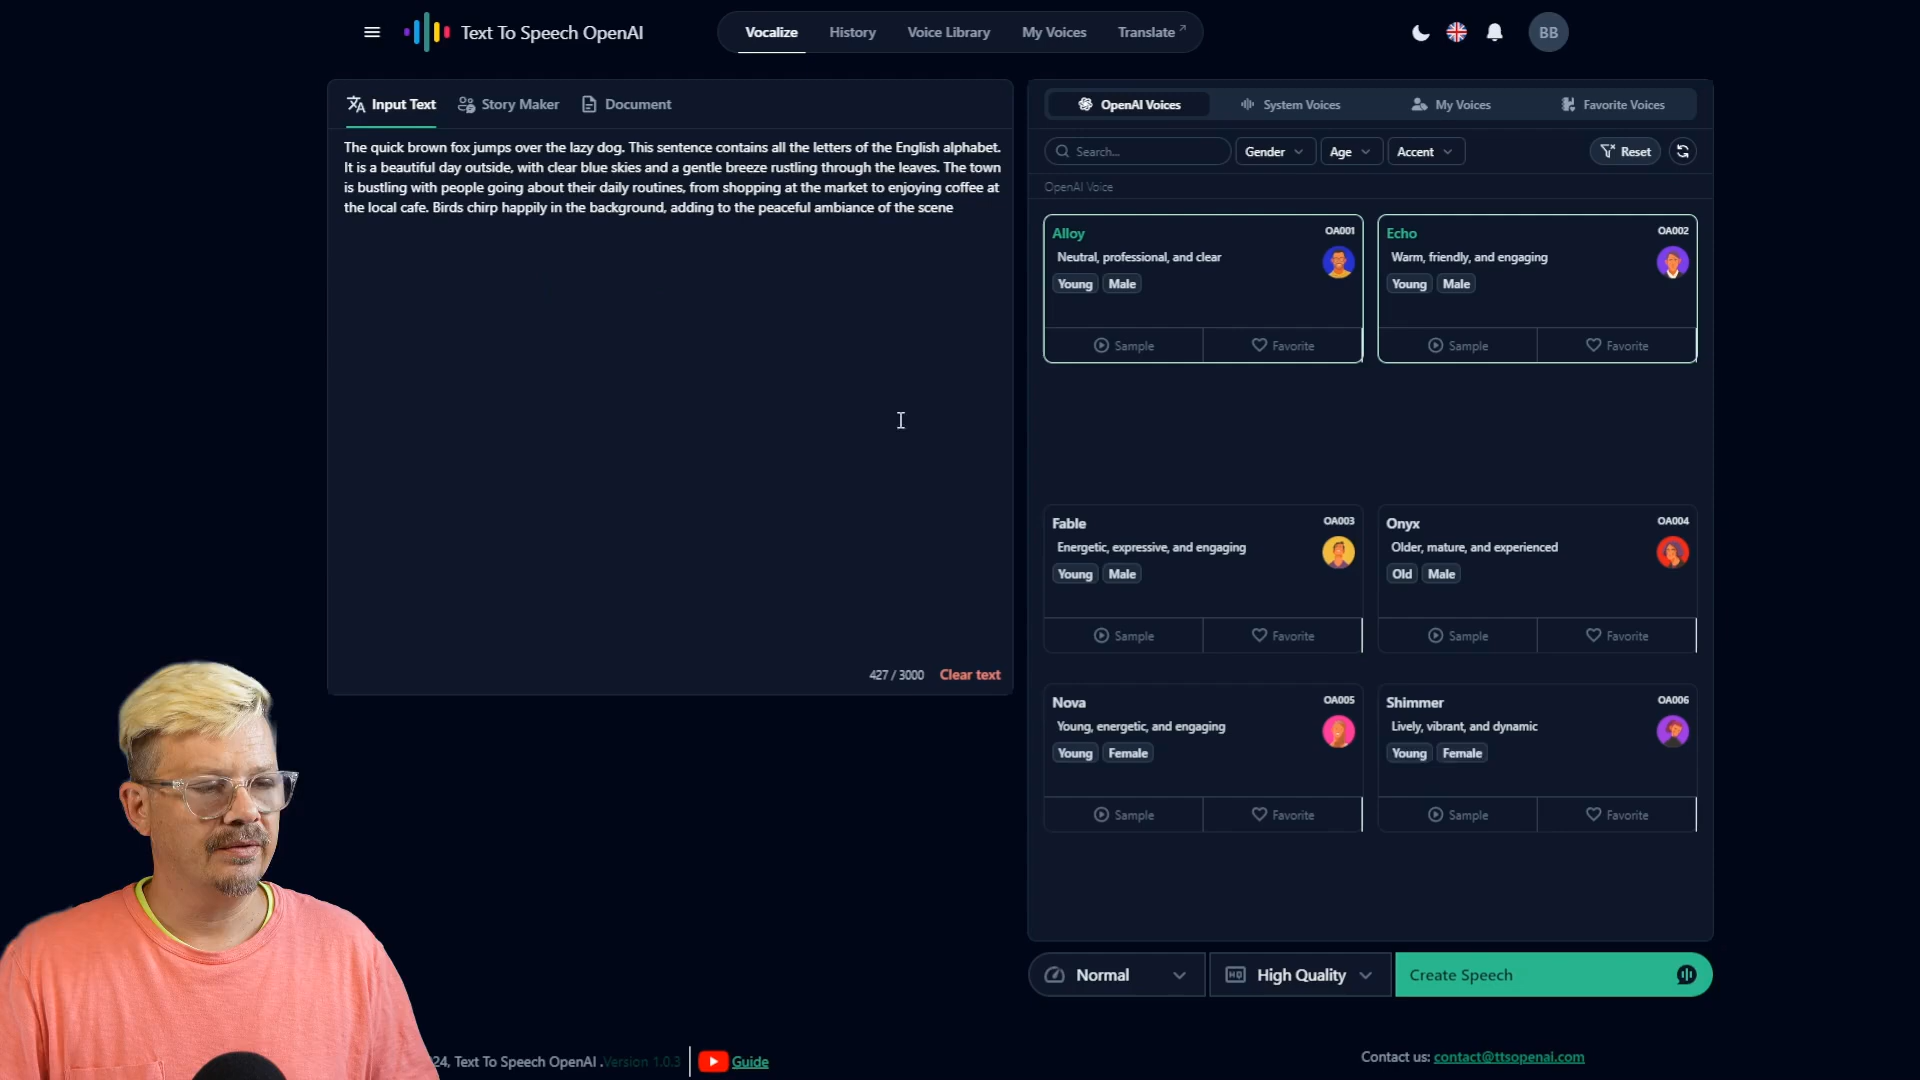 Text To Speech OpenAI
Vocalize History Voice Library My Voices Translate
BB
Input Text Story Maker Document
The quick brown fox jumps over the lazy dog. This sentence contains all the letters of the English alphabet.
It is a beautiful day outside, with clear blue skies and a gentle breeze rustling through the leaves. The town
is bustling with people going about their daily routines, from shopping at the market to enjoying coffee at
the local cafe. Birds chirp happily in the background, adding to the peaceful ambiance of the scene
427 / 3000 Clear text
OpenAI Voices System Voices My Voices Favorite Voices
Search... Gender Age Accent Reset
OpenAI Voice
Alloy OA001
Neutral, professional, and clear
Young Male
Sample Favorite
Echo OA002
Warm, friendly, and engaging
Young Male
Sample Favorite
Fable OA003
Energetic, expressive, and engaging
Young Male
Sample Favorite
Onyx OA004
Older, mature, and experienced
Old Male
Sample Favorite
Nova OA005
Young, energetic, and engaging
Young Female
Sample Favorite
Shimmer OA006
Lively, vibrant, and dynamic
Young Female
Sample Favorite
Normal HQ High Quality Create Speech
24, Text To Speech OpenAI .Version 1.0.3 Guide
Contact us: contact@ttsopenai.com